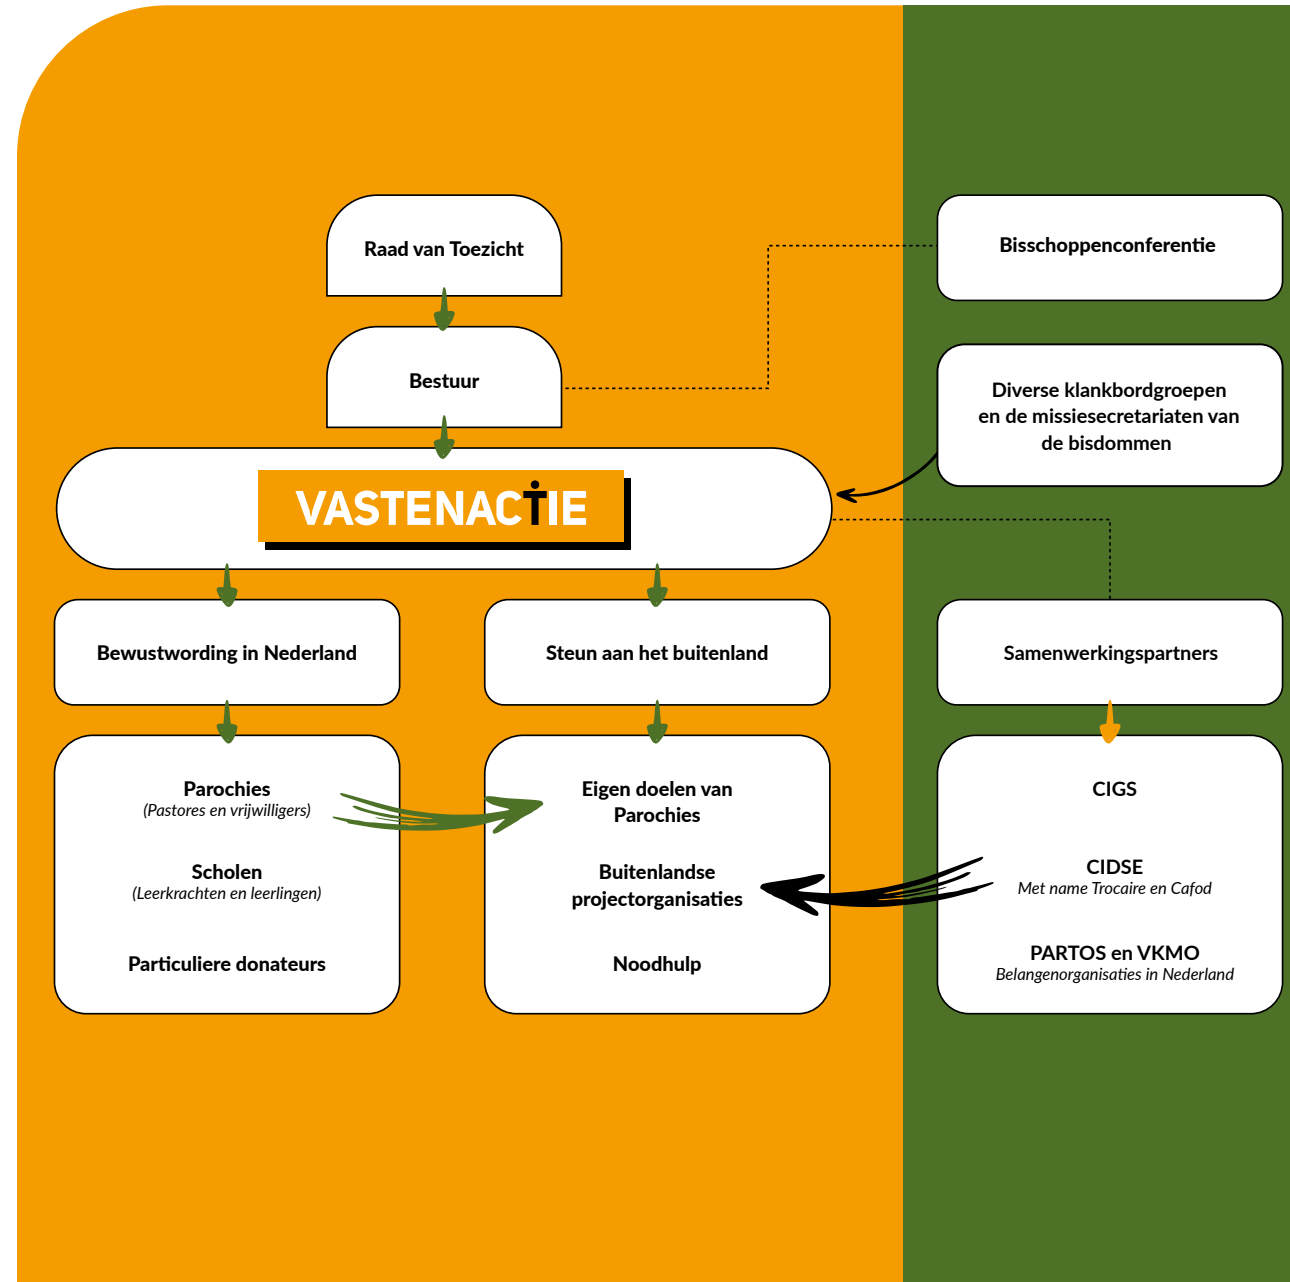 Raad van Toezicht
Bestuur
VASTENACTIE
Bisschoppenconferentie
Diverse klankbordgroepen
en de missiesecretariaten van
de bisdommen
Bewustwording in Nederland
Steun aan het buitenland
Samenwerkingspartners
Parochies
(Pastores en vrijwilligers)
Scholen
(Leerkrachten en leerlingen)
Particuliere donateurs
Eigen doelen van
Parochies
Buitenlandse
projectorganisaties
Noodhulp
CIGS
CIDSE
Met name Trocaire en Cafod
PARTOS en VKMO
Belangenorganisaties in Nederland